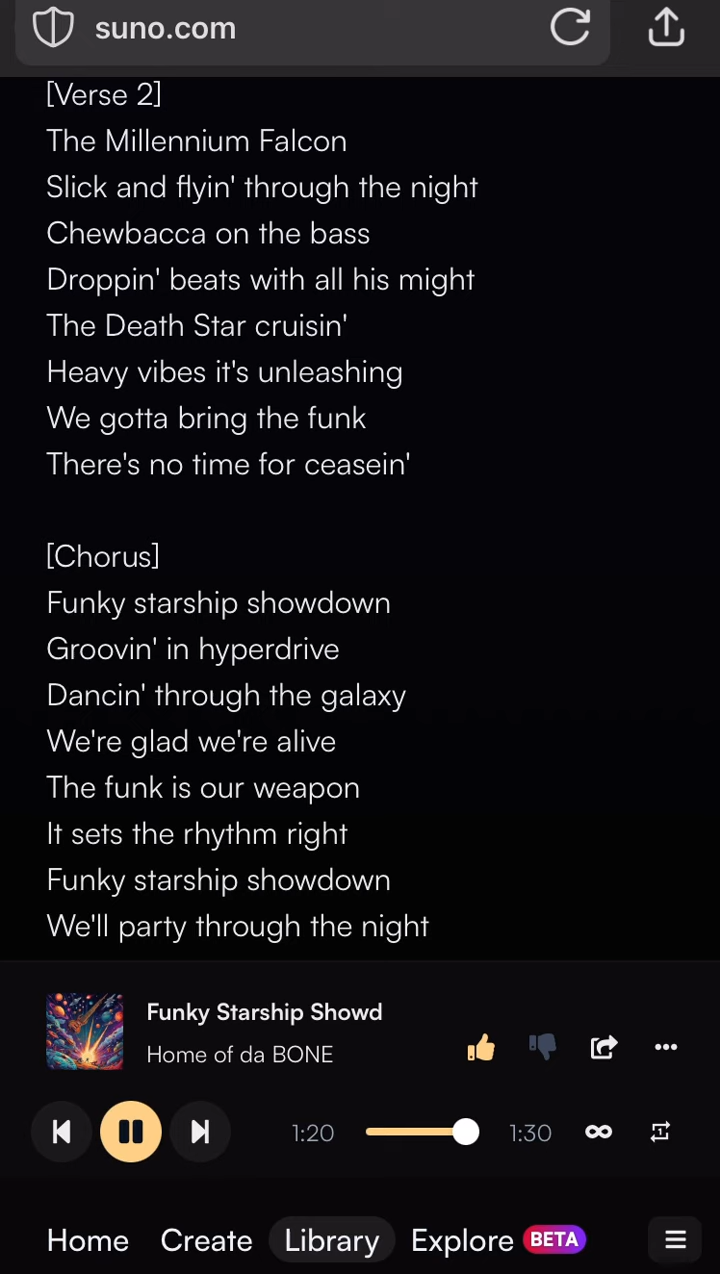 suno.com
[Verse 2]
The Millennium Falcon
Slick and flyin' through the night
Chewbacca on the bass
Droppin' beats with all his might
The Death Star cruisin'
Heavy vibes it's unleashing
We gotta bring the funk
There's no time for ceasein'
[Chorus]
Funky starship showdown
Groovin' in hyperdrive
Dancin' through the galaxy
We're glad we're alive
The funk is our weapon
It sets the rhythm right
Funky starship showdown
We'll party through the night
Funky Starship Showd
Home of da BONE
1:20 1:30
Home Create Library Explore BETA